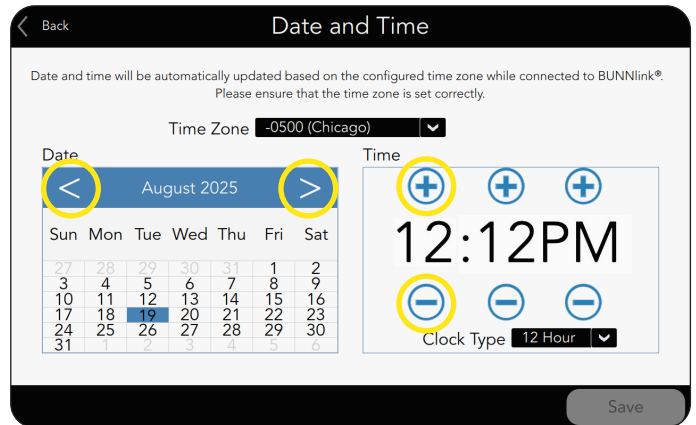 Back
Date and Time
Date and time will be automatically updated based on the configured time zone while connected to BUNNlink®.
Please ensure that the time zone is set correctly.
Time Zone -0500 (Chicago)
Date
< August 2025 >
Sun Mon Tue Wed Thu Fri Sat
27 28 29 30 31 1 2
3 4 5 6 7 8 9
10 11 12 13 14 15 16
17 18 19 20 21 22 23
24 25 26 27 28 29 30
31 1 2 3 4 5 6
Time
+ + +
12:12PM
− − −
Clock Type 12 Hour
Save